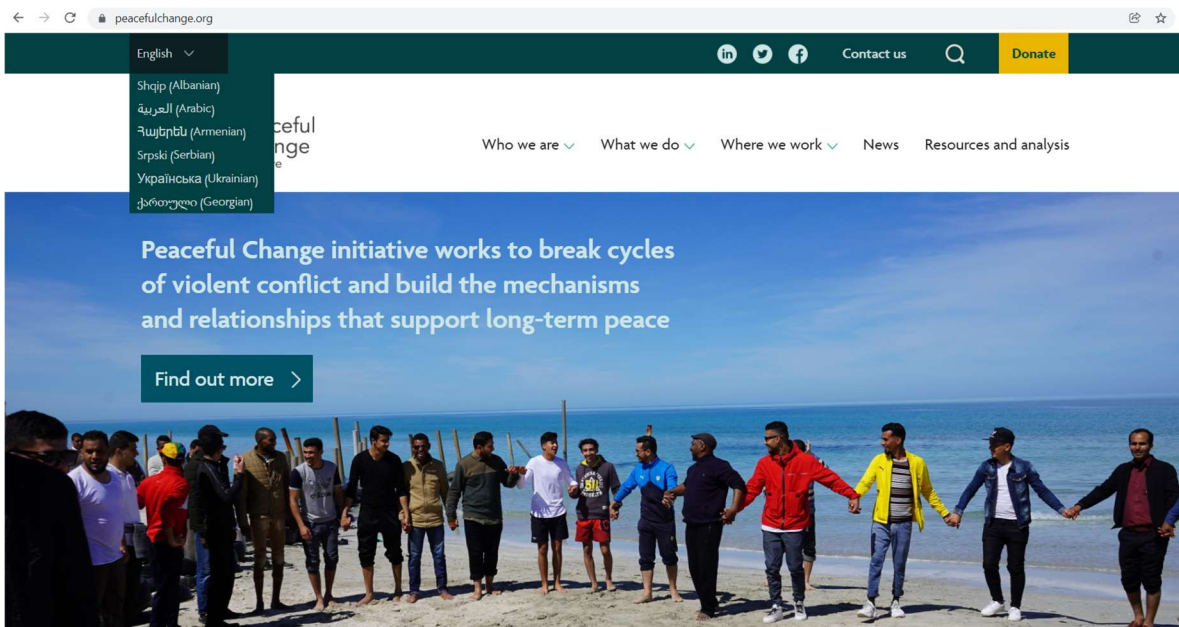 peacefulchange.org
English
Contact us
Donate
Shqip (Albanian)
العربية (Arabic)
Հայերեն (Armenian)
Srpski (Serbian)
Українська (Ukrainian)
ქართული (Georgian)
ceful
nge
Who we are
What we do
Where we work
News
Resources and analysis
Peaceful Change initiative works to break cycles
of violent conflict and build the mechanisms
and relationships that support long-term peace
Find out more